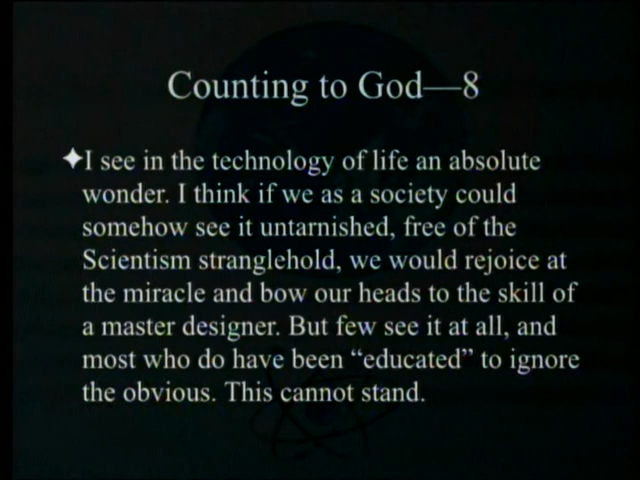 Counting to God—8
I see in the technology of life an absolute
wonder. I think if we as a society could
somehow see it untarnished, free of the
Scientism stranglehold, we would rejoice at
the miracle and bow our heads to the skill of
a master designer. But few see it at all, and
most who do have been “educated” to ignore
the obvious. This cannot stand.